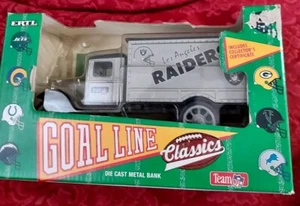 ERTL
Los Angeles
RAIDERS
INCLUDES
COLLECTOR'S
CERTIFICATE
GOAL LINE
Classics
DIE CAST METAL BANK
Team
NFL